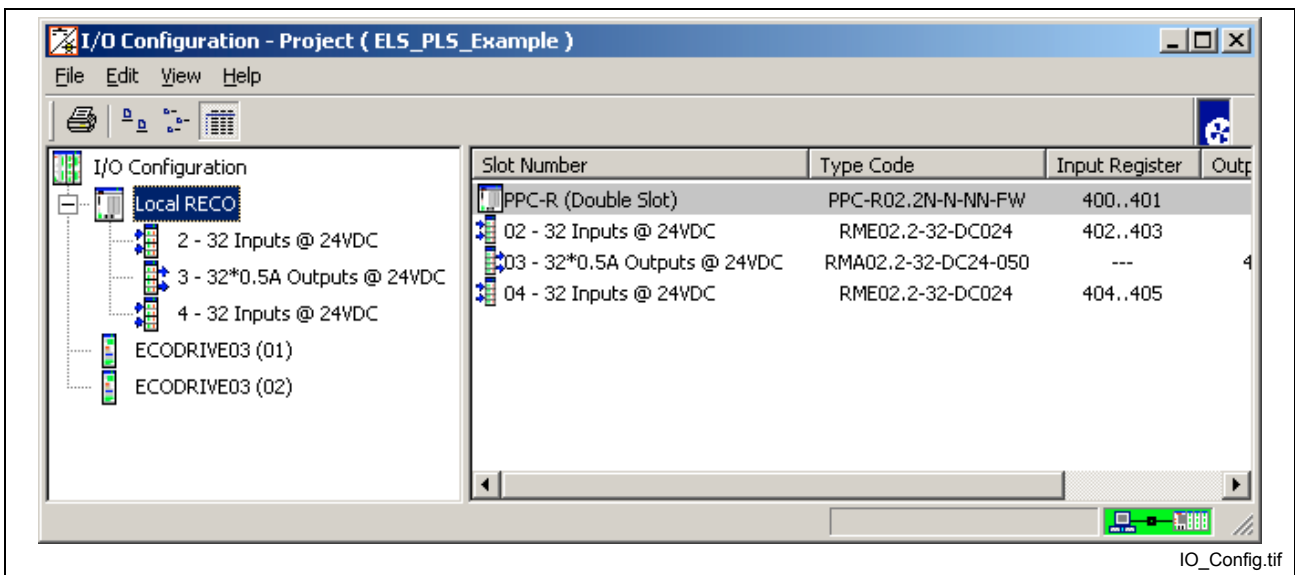 I/O Configuration - Project ( ELS_PLS_Example )
File Edit View Help
I/O Configuration
Local RECO
2 - 32 Inputs @ 24VDC
3 - 32*0.5A Outputs @ 24VDC
4 - 32 Inputs @ 24VDC
ECODRIVE03 (01)
ECODRIVE03 (02)
Slot Number Type Code Input Register Outp
PPC-R (Double Slot) PPC-R02.2N-N-NN-FW 400..401
02 - 32 Inputs @ 24VDC RME02.2-32-DC024 402..403
03 - 32*0.5A Outputs @ 24VDC RMA02.2-32-DC24-050 --- 4
04 - 32 Inputs @ 24VDC RME02.2-32-DC024 404..405
IO_Config.tif